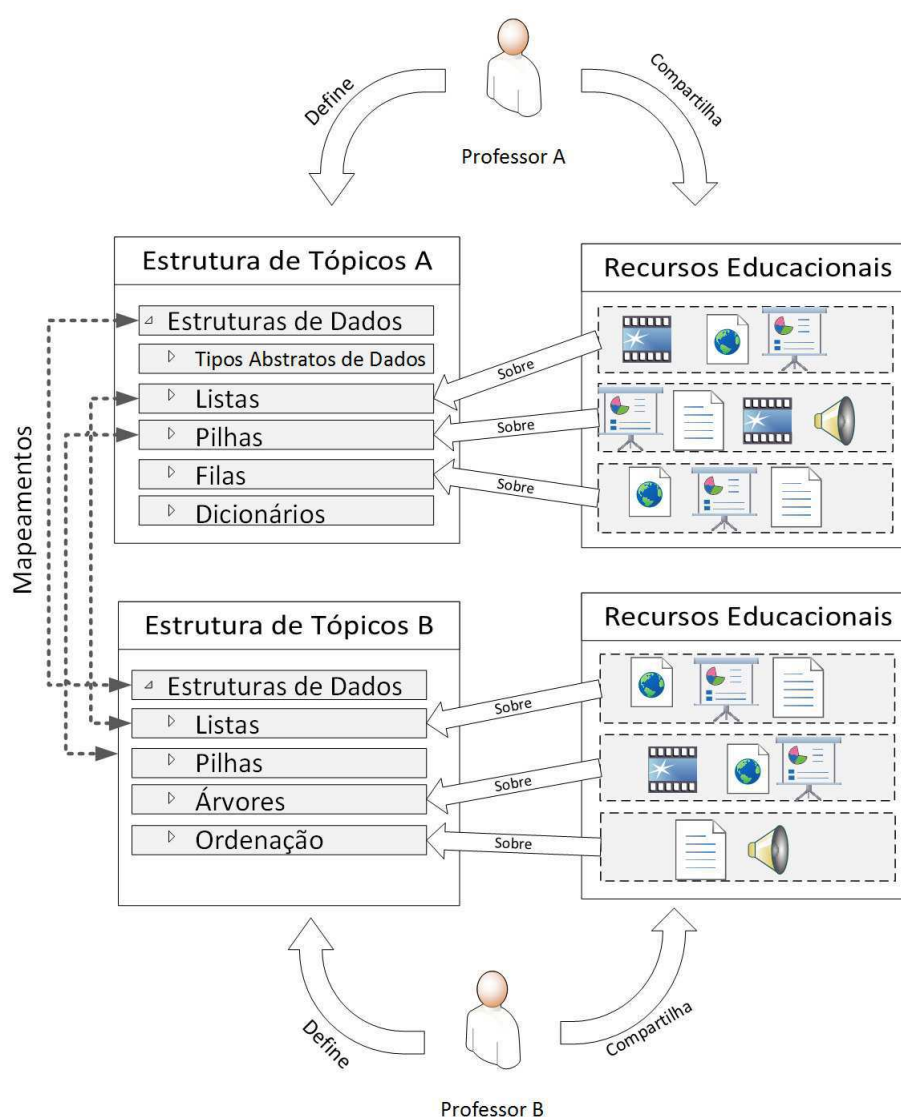 Define
Compartilha
Professor A
Estrutura de Tópicos A
Estruturas de Dados
Tipos Abstratos de Dados
Listas
Pilhas
Filas
Dicionários
Recursos Educacionais
Sobre
Sobre
Sobre
Mapeamentos
Estrutura de Tópicos B
Estruturas de Dados
Listas
Pilhas
Árvores
Ordenação
Recursos Educacionais
Sobre
Sobre
Sobre
Define
Compartilha
Professor B